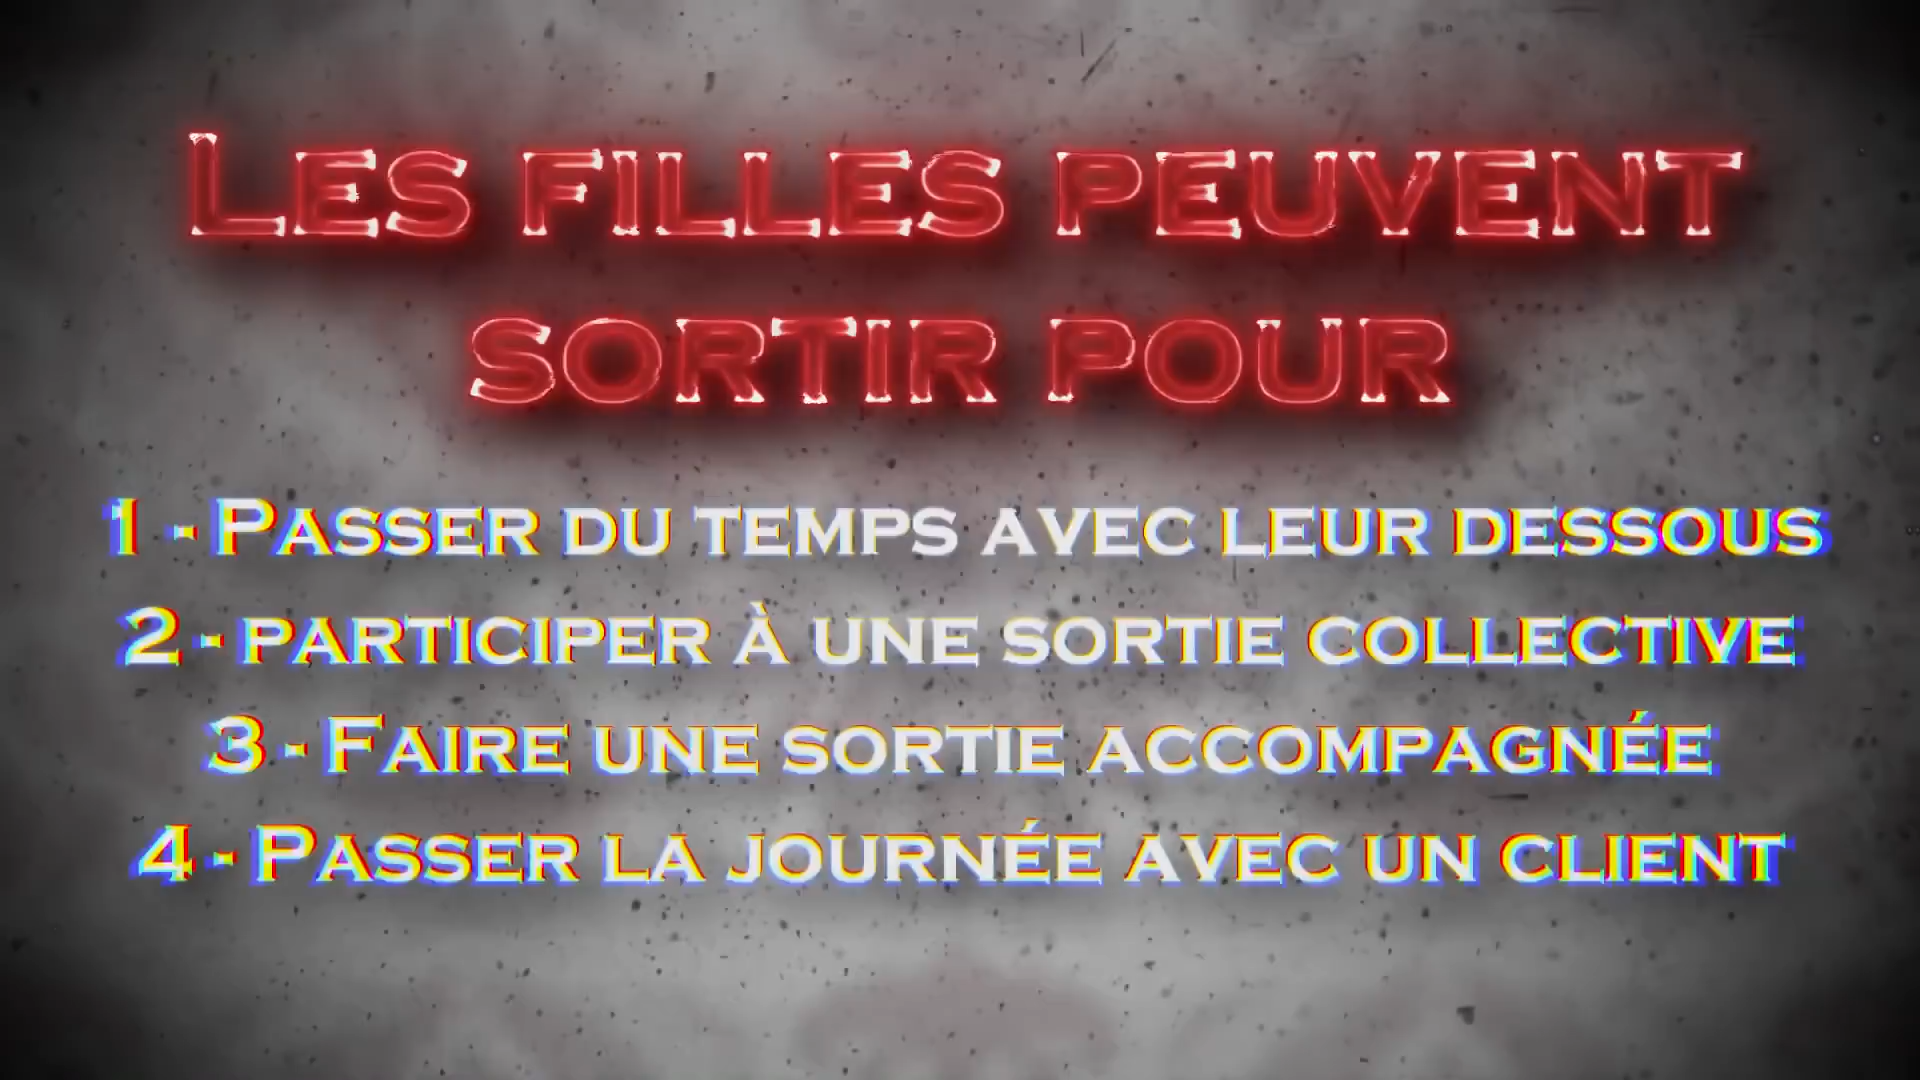 Les filles peuvent
sortir pour
1 - Passer du temps avec leur dessous
2 - participer à une sortie collective
3 - Faire une sortie accompagnée
4 - Passer la journée avec un client